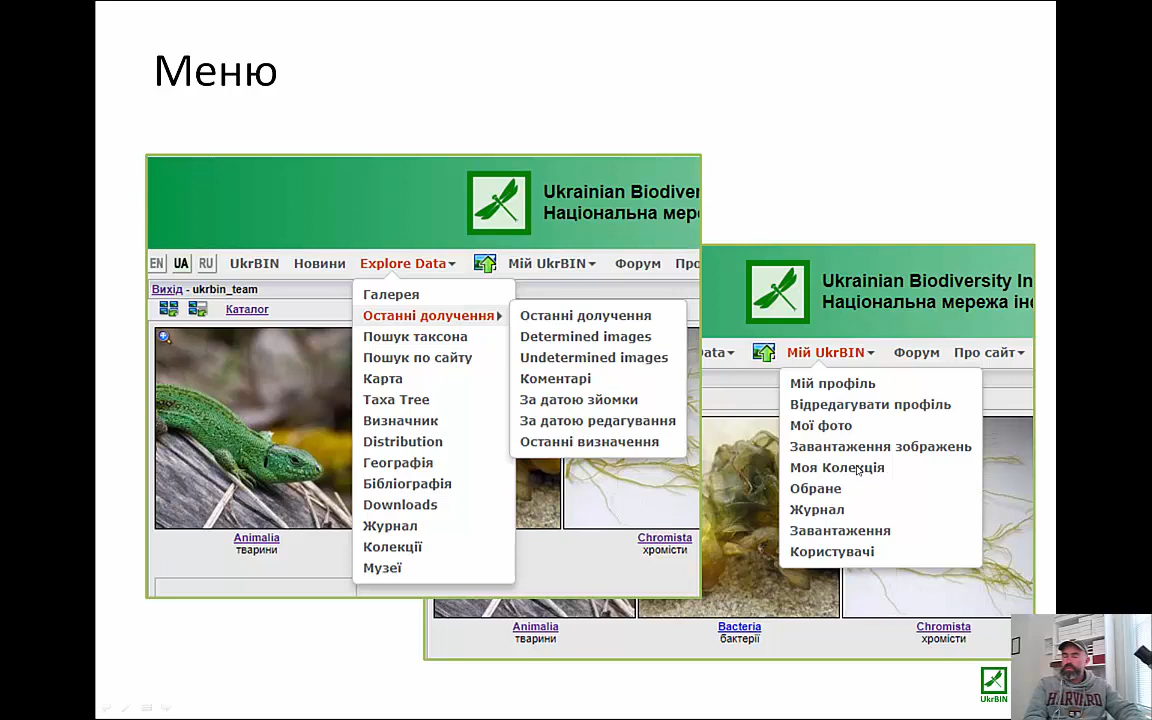 Меню
Ukrainian Biodiver
Національна мере
EN UA RU UkrBIN Новини Explore Data Мій UkrBIN Форум Про
Вихід - ukrbin_team
Каталог
Галерея
Останні долучення
Пошук таксона
Пошук по сайту
Карта
Taxa Tree
Визначник
Distribution
Географія
Бібліографія
Downloads
Журнал
Колекції
Музеї
Останні долучення
Determined images
Undetermined images
Коментарі
За датою зйомки
За датою редагування
Останні визначення
Animalia
тварини
Chromista
хромісти
Ukrainian Biodiversity In
Національна мережа інф
Data Мій UkrBIN Форум Про сайт
Мій профіль
Відредагувати профіль
Мої фото
Завантаження зображень
Моя Колекція
Обране
Журнал
Завантаження
Користувачі
Animalia
тварини
Bacteria
бактерії
Chromista
хромісти
UkrBIN
HARVARD